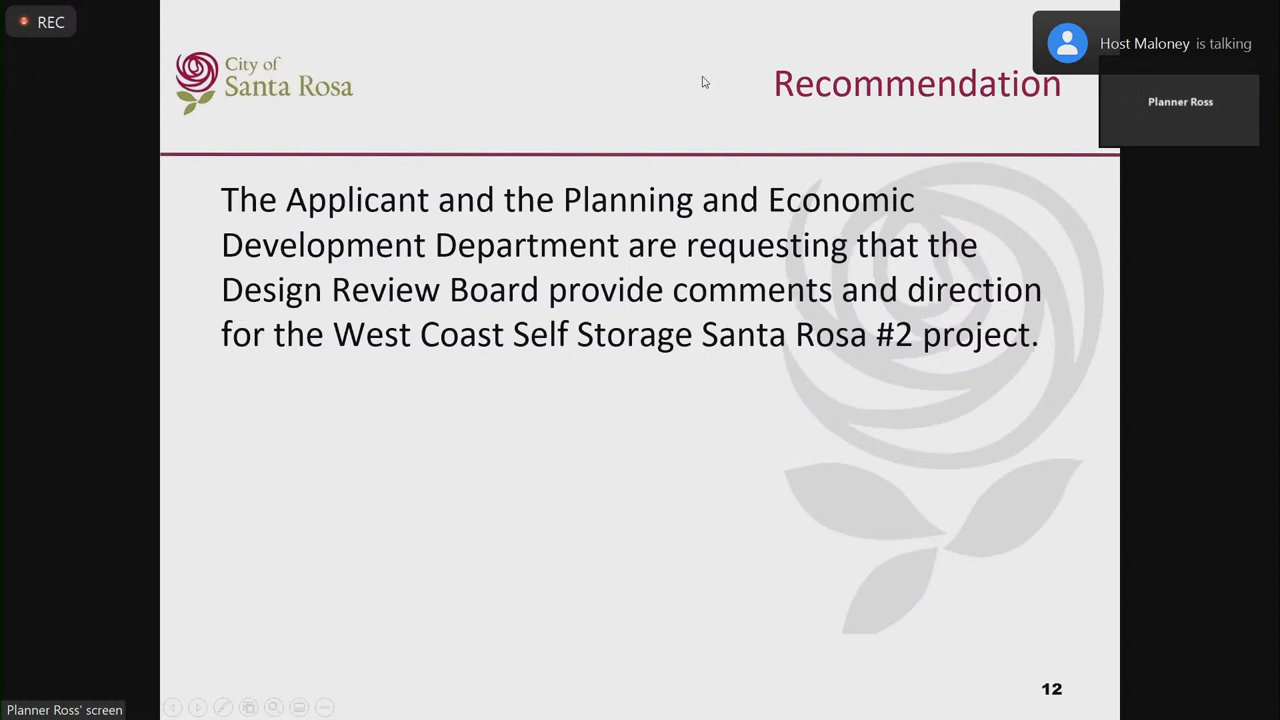 REC
City of
Santa Rosa
Recommendation
Host Maloney is talking
Planner Ross
The Applicant and the Planning and Economic
Development Department are requesting that the
Design Review Board provide comments and direction
for the West Coast Self Storage Santa Rosa #2 project.
12
Planner Ross' screen